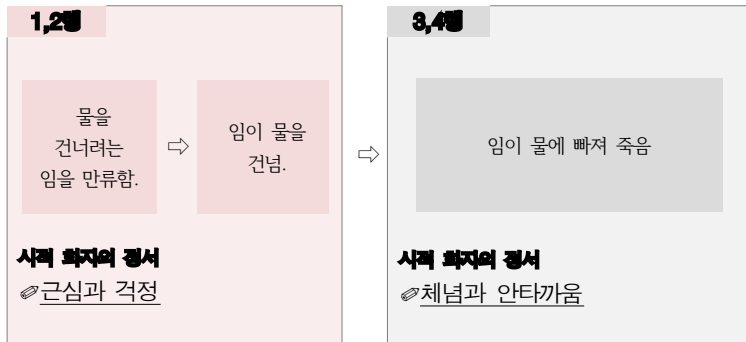 1,2행
3,4행
물을
건너려는
임을 만류함.
⇨
임이 물을
건넘.
⇨
임이 물에 빠져 죽음
시적 화자의 정서
근심과 걱정
시적 화자의 정서
체념과 안타까움